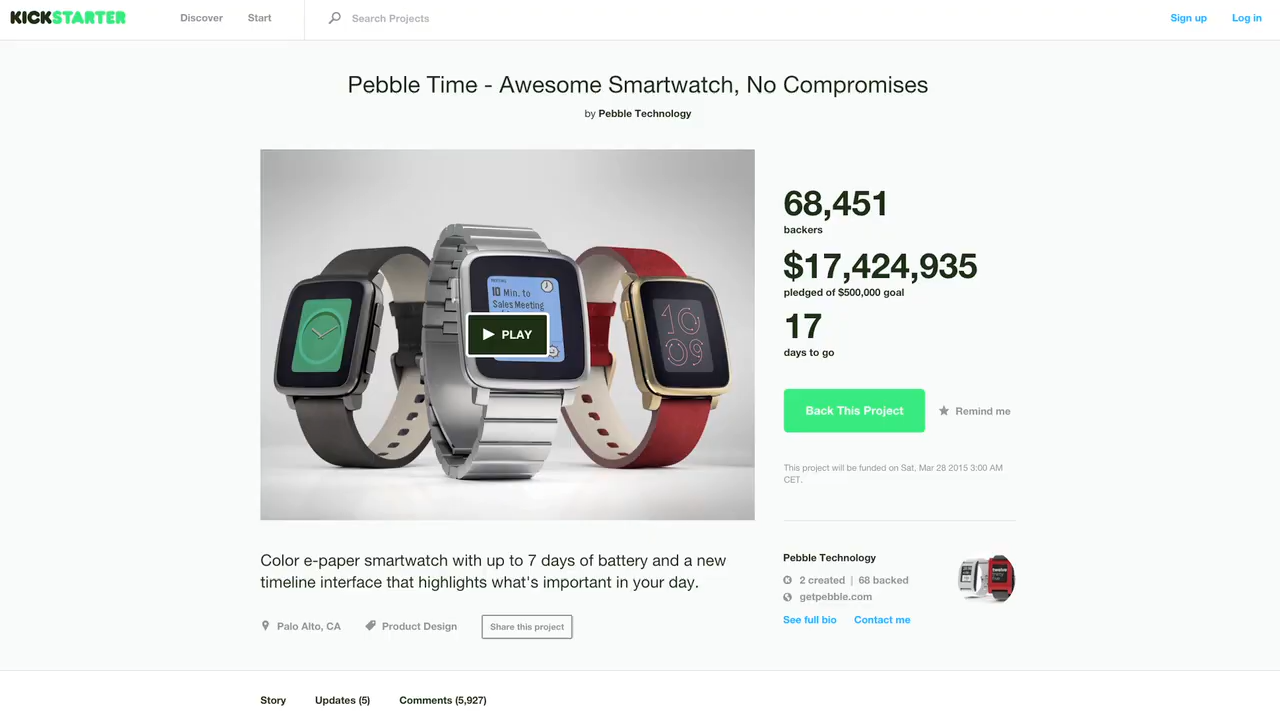 KICKSTARTER
Discover
Start
Search Projects
Sign up
Log in
Pebble Time - Awesome Smartwatch, No Compromises
by Pebble Technology
10 Min. to
Sales Meeting
PLAY
10
09
68,451
backers
$17,424,935
pledged of $500,000 goal
17
days to go
Back This Project
Remind me
This project will be funded on Sat, Mar 28 2015 3:00 AM
CET.
Color e-paper smartwatch with up to 7 days of battery and a new
timeline interface that highlights what's important in your day.
Palo Alto, CA
Product Design
Share this project
Pebble Technology
2 created | 68 backed
getpebble.com
See full bio
Contact me
twelve
Story
Updates (5)
Comments (5,927)